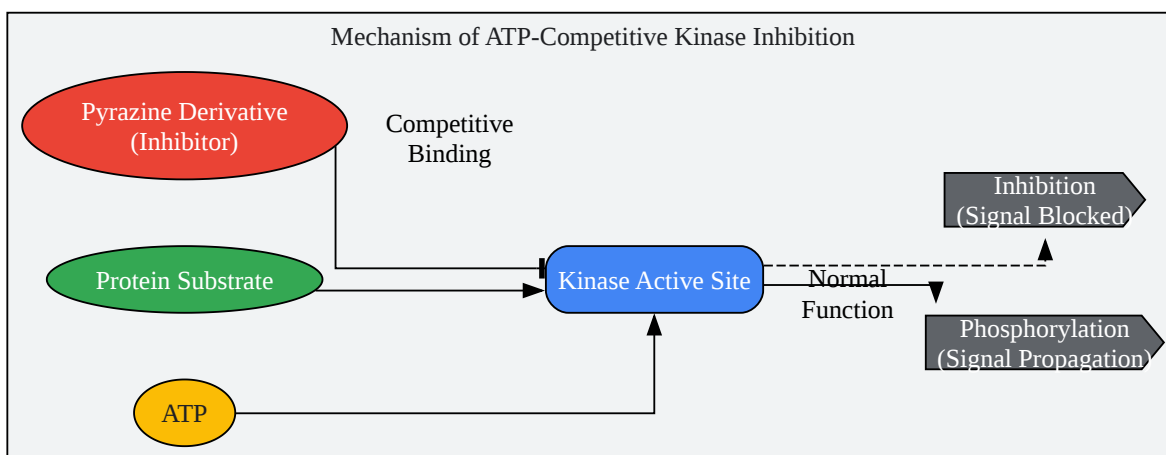 Mechanism of ATP-Competitive Kinase Inhibition
Pyrazine Derivative
(Inhibitor)
Competitive
Binding
Inhibition
(Signal Blocked)
Protein Substrate
Kinase Active Site
Normal
Function
Phosphorylation
(Signal Propagation)
ATP